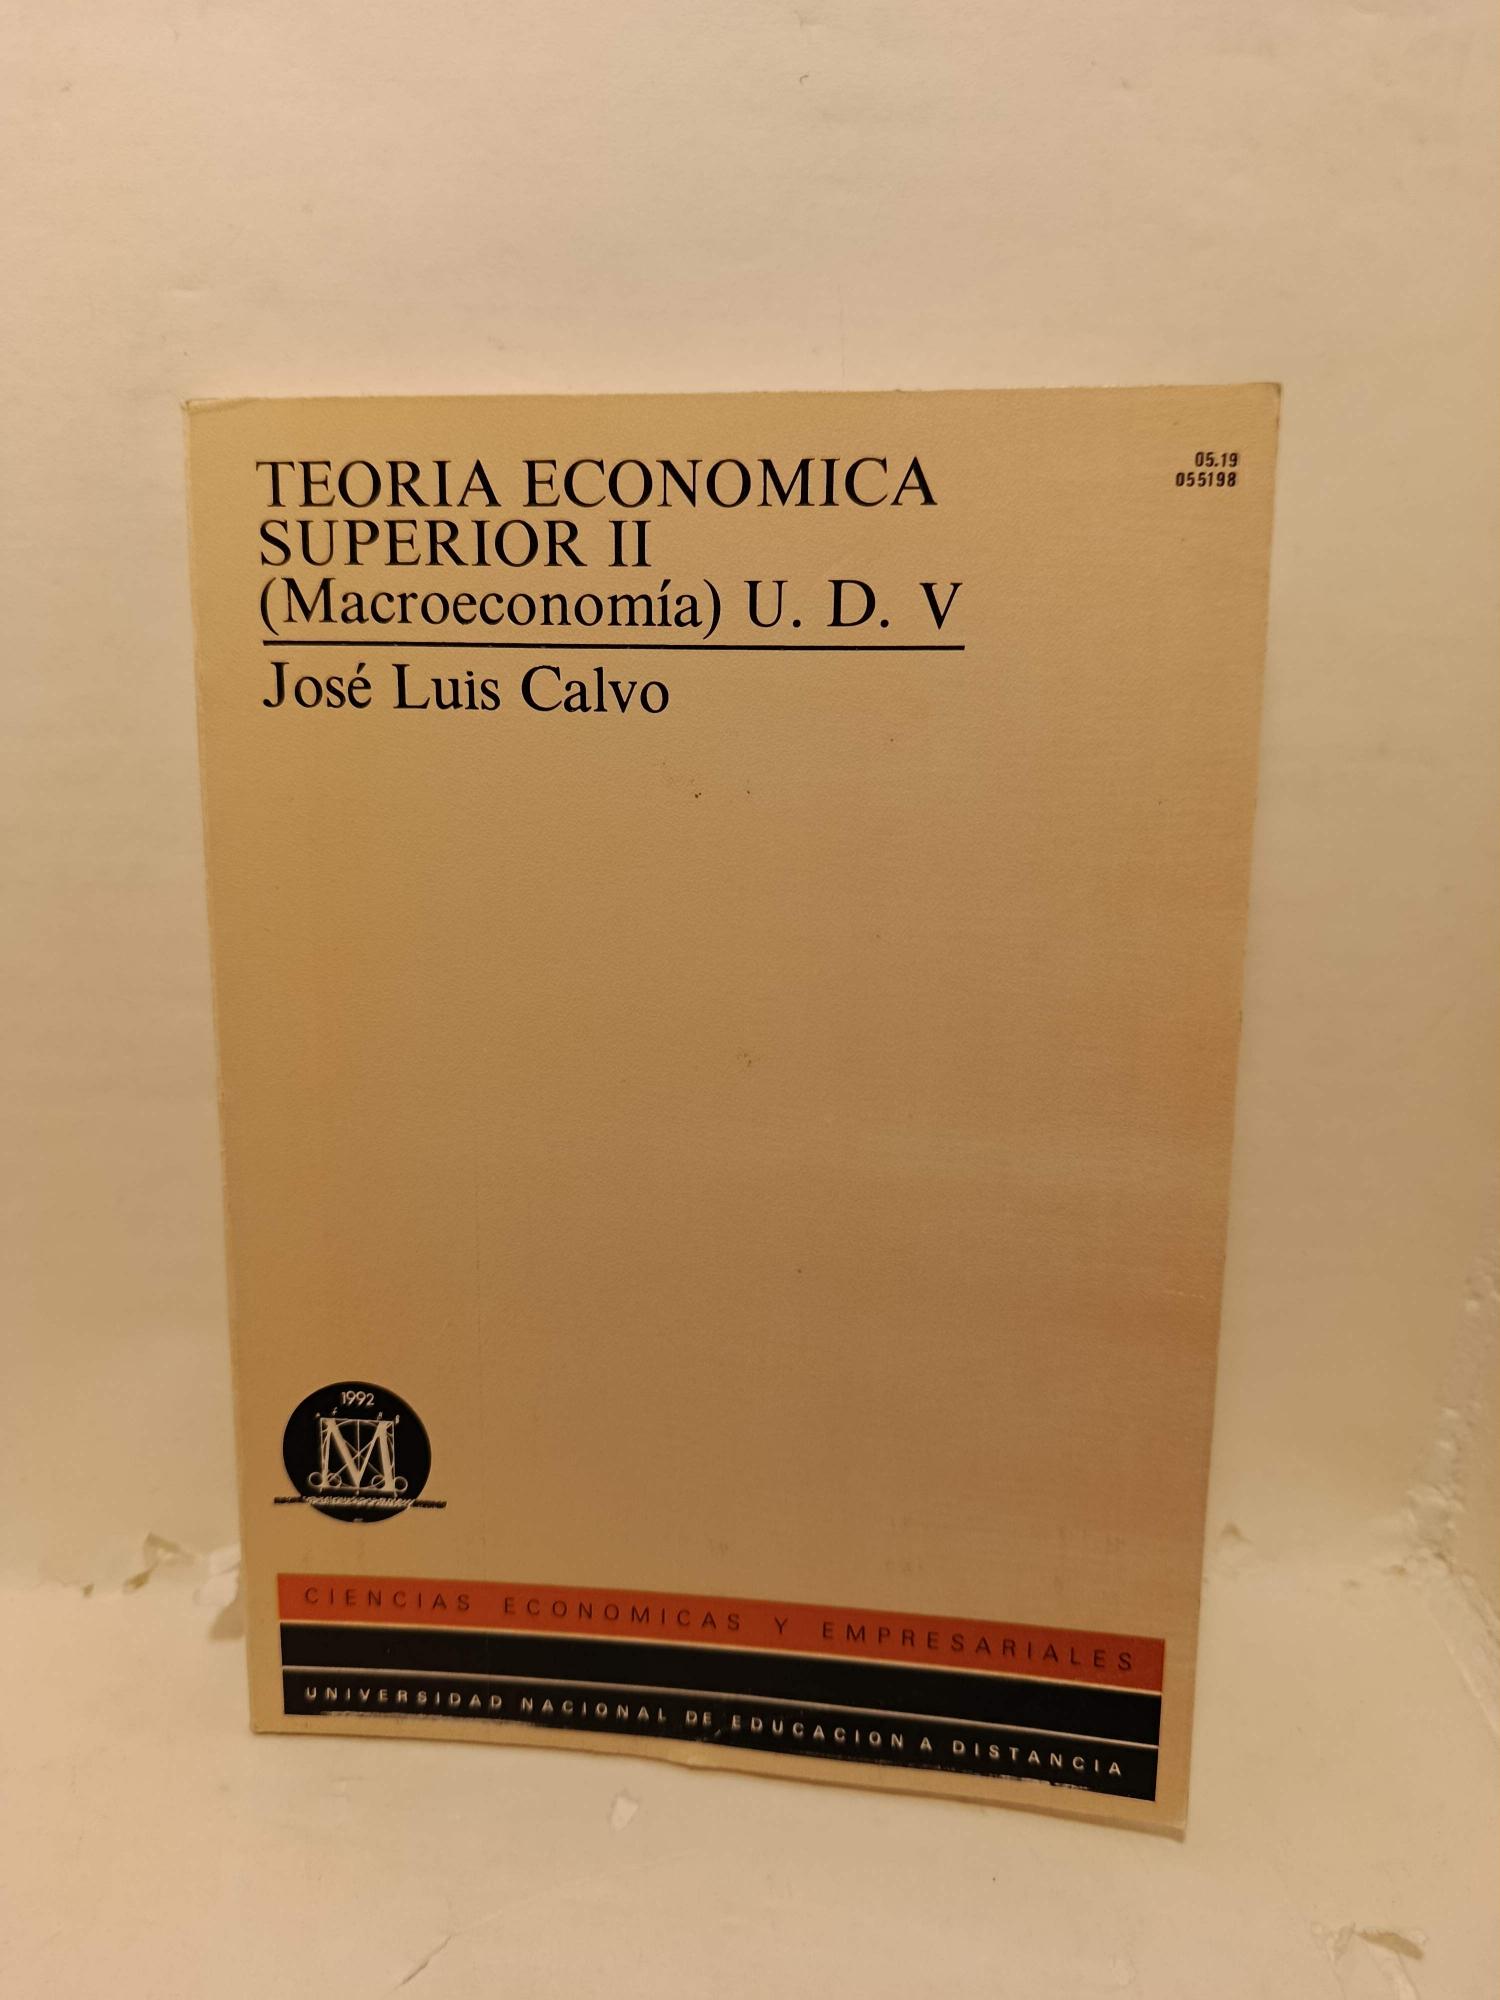 TEORIA ECONOMICA
SUPERIOR II
(Macroeconomía) U. D. V
José Luis Calvo
05.19
055198
1992
M
CIENCIAS ECONOMICAS Y EMPRESARIALES
UNIVERSIDAD NACIONAL DE EDUCACION A DISTANCIA